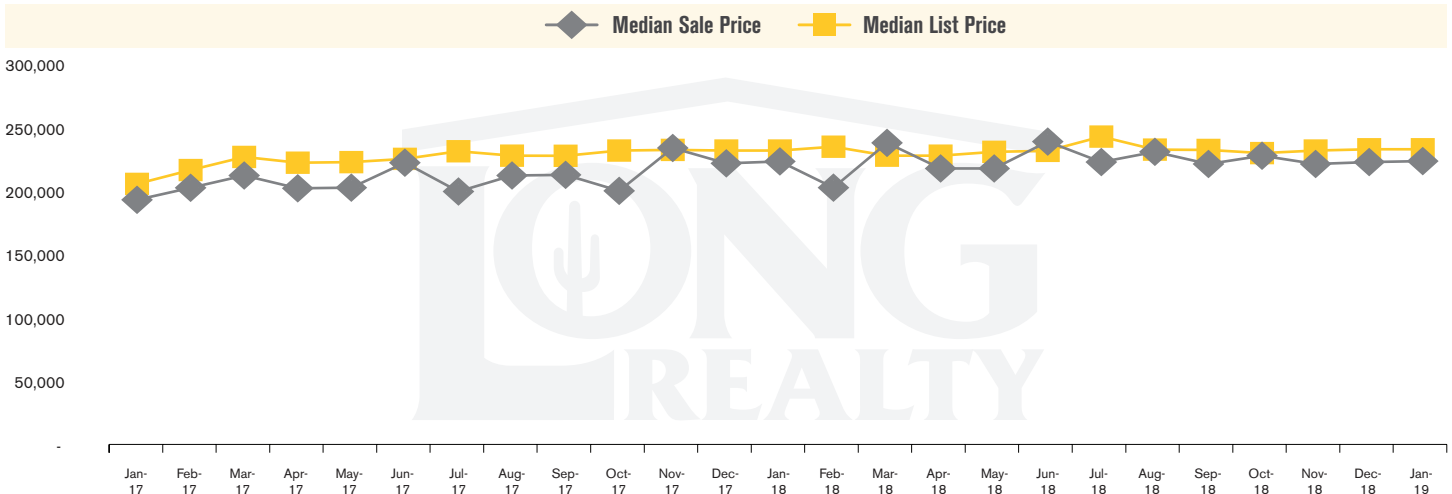 Median Sale Price Median List Price
300,000
250,000
200,000
150,000
100,000
50,000
-
LONG
REALTY
Jan- Feb- Mar- Apr- May- Jun- Jul- Aug- Sep- Oct- Nov- Dec- Jan- Feb- Mar- Apr- May- Jun- Jul- Aug- Sep- Oct- Nov- Dec- Jan-
17 17 17 17 17 17 17 17 17 17 17 17 18 18 18 18 18 18 18 18 18 18 18 18 19